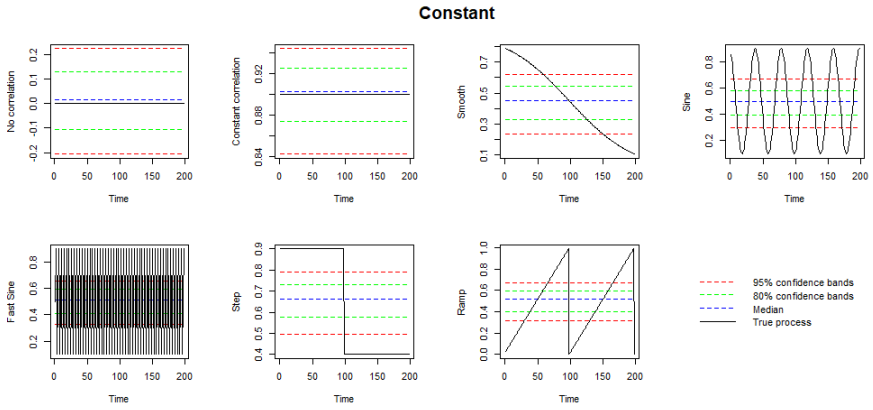 Constant
No correlation
0.2
0.1
0.0
-0.1
-0.2
0 50 100 150 200
Time
Constant correlation
0.92
0.88
0.84
0 50 100 150 200
Time
Smooth
0.7
0.5
0.3
0.1
0 50 100 150 200
Time
Sine
0.8
0.6
0.4
0.2
0 50 100 150 200
Time
Fast Sine
0.8
0.6
0.4
0.2
0 50 100 150 200
Time
Step
0.9
0.8
0.7
0.6
0.5
0.4
0 50 100 150 200
Time
Ramp
1.0
0.8
0.6
0.4
0.2
0.0
0 50 100 150 200
Time
95% confidence bands
80% confidence bands
Median
True process